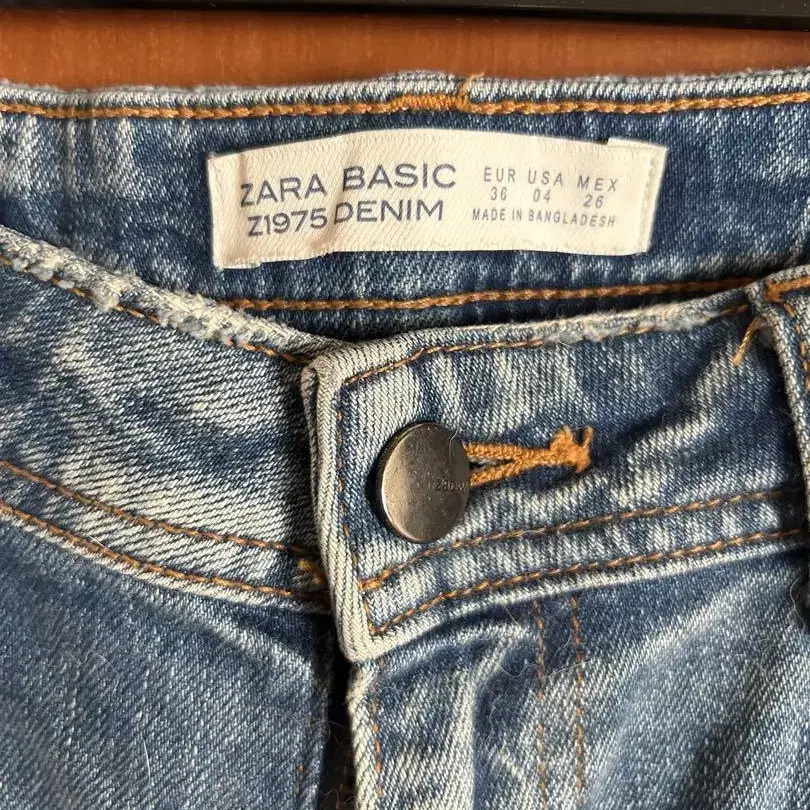 ZARA BASIC
Z1975 DENIM
EUR USA MEX
36 04 26
MADE IN BANGLADESH